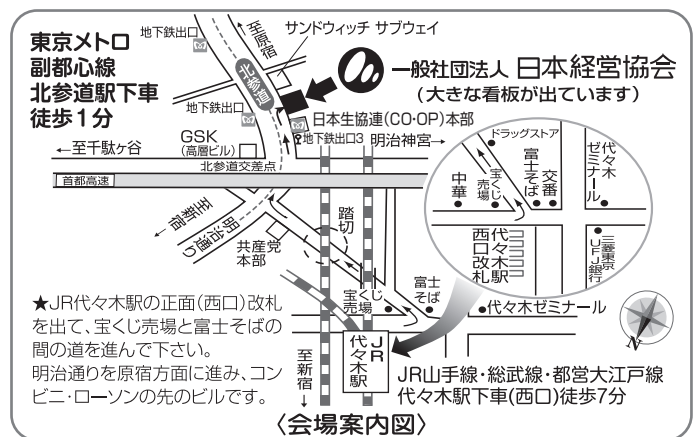 東京メトロ
副都心線
北参道駅下車
徒歩1分
地下鉄出口
至原宿
サンドウィッチ サブウェイ
北参道
一般社団法人 日本経営協会
(大きな看板が出ています)
地下鉄出口
日本生協連(CO・OP)本部
地下鉄出口3
明治神宮→
GSK
(高層ビル)
←至千駄ヶ谷
北参道交差点
首都高速
至新宿
明治通り
共産党
本部
踏切
宝くじ
売場
富士
そば
代々木ゼミナール
ドラッグストア
中華
宝くじ
売場
富士そば
交番
代々木
ゼミナール
代々木駅
西口改札
三菱東京
UFJ銀行
★JR代々木駅の正面(西口)改札
を出て、宝くじ売場と富士そばの
間の道を進んで下さい。
明治通りを原宿方面に進み、コン
ビニ・ローソンの先のビルです。
至新宿→
JR
代々木駅
N
JR山手線・総武線・都営大江戸線
代々木駅下車(西口)徒歩7分
〈会場案内図〉